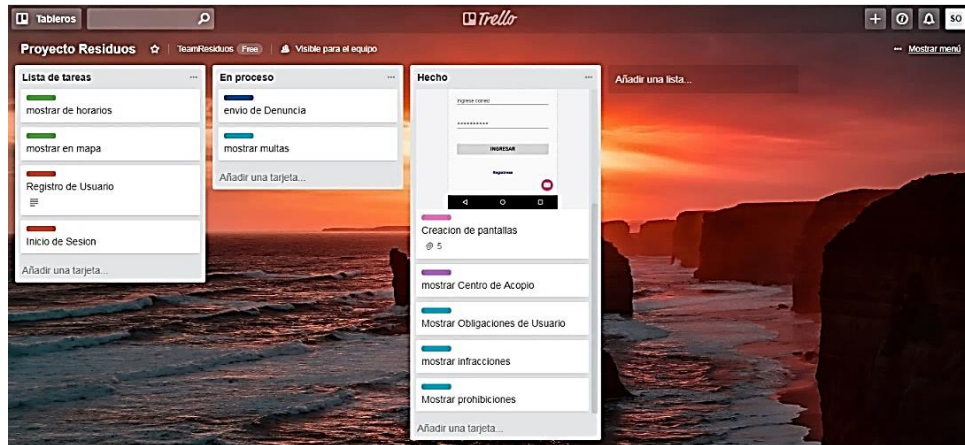 Tableros
Trello
SO
Proyecto Residuos
TeamResiduos Free
Visible para el equipo
Mostrar menú
Lista de tareas
mostrar de horarios
mostrar en mapa
Registro de Usuario
Inicio de Sesion
Añadir una tarjeta...
En proceso
envio de Denuncia
mostrar multas
Añadir una tarjeta...
Hecho
Ingrese correo
**********
INGRESAR
Registrese
Creacion de pantallas
5
mostrar Centro de Acopio
Mostrar Obligaciones de Usuario
mostrar infracciones
Mostrar prohibiciones
Añadir una tarjeta...
Añadir una lista...